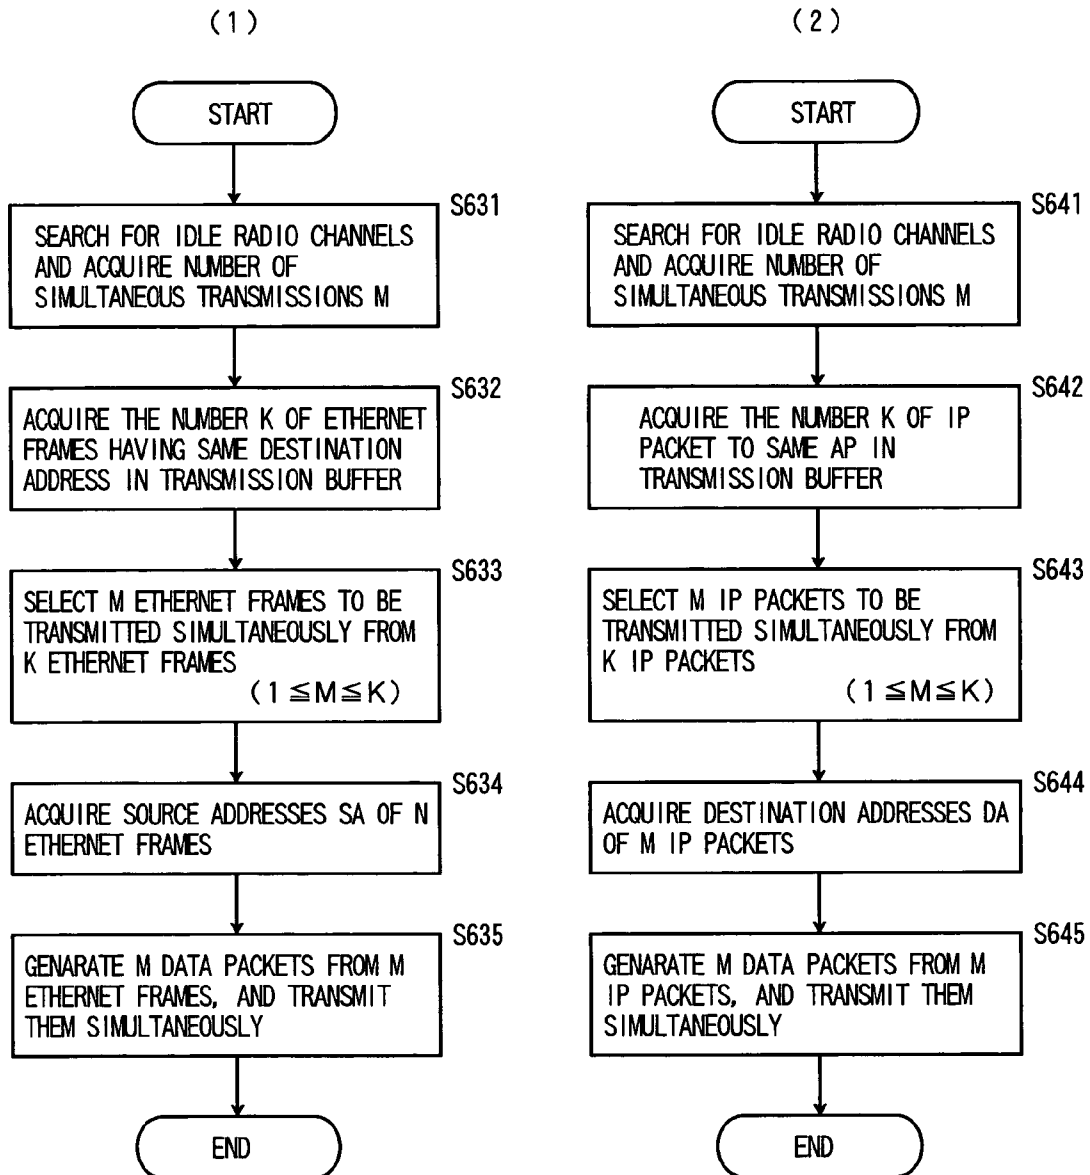 (1)
START
S631
SEARCH FOR IDLE RADIO CHANNELS
AND ACQUIRE NUMBER OF
SIMULTANEOUS TRANSMISSIONS M
S632
ACQUIRE THE NUMBER K OF ETHERNET
FRAMES HAVING SAME DESTINATION
ADDRESS IN TRANSMISSION BUFFER
S633
SELECT M ETHERNET FRAMES TO BE
TRANSMITTED SIMULTANEOUSLY FROM
K ETHERNET FRAMES
(1≦M≦K)
S634
ACQUIRE SOURCE ADDRESSES SA OF N
ETHERNET FRAMES
S635
GENARATE M DATA PACKETS FROM M
ETHERNET FRAMES, AND TRANSMIT
THEM SIMULTANEOUSLY
END
(2)
START
S641
SEARCH FOR IDLE RADIO CHANNELS
AND ACQUIRE NUMBER OF
SIMULTANEOUS TRANSMISSIONS M
S642
ACQUIRE THE NUMBER K OF IP
PACKET TO SAME AP IN
TRANSMISSION BUFFER
S643
SELECT M IP PACKETS TO BE
TRANSMITTED SIMULTANEOUSLY FROM
K IP PACKETS
(1≦M≦K)
S644
ACQUIRE DESTINATION ADDRESSES DA
OF M IP PACKETS
S645
GENARATE M DATA PACKETS FROM M
IP PACKETS, AND TRANSMIT THEM
SIMULTANEOUSLY
END